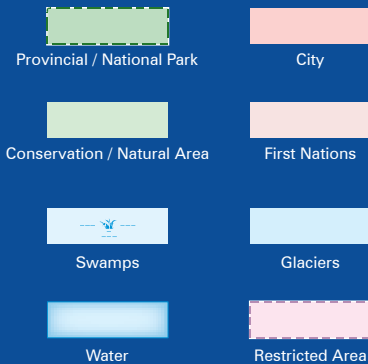 Provincial / National Park
City
Conservation / Natural Area
First Nations
Swamps
Glaciers
Water
Restricted Area